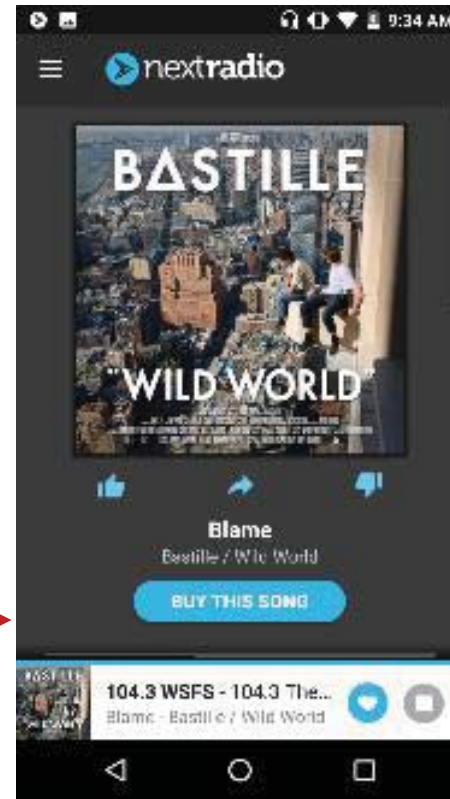 9:34 AM
nextradio
BASTILLE
"WILD WORLD"
Blame
Bastille / Wild World
BUY THIS SONG
BASTILLE
104.3 WSFS - 104.3 The...
Blame - Bastille / Wild World